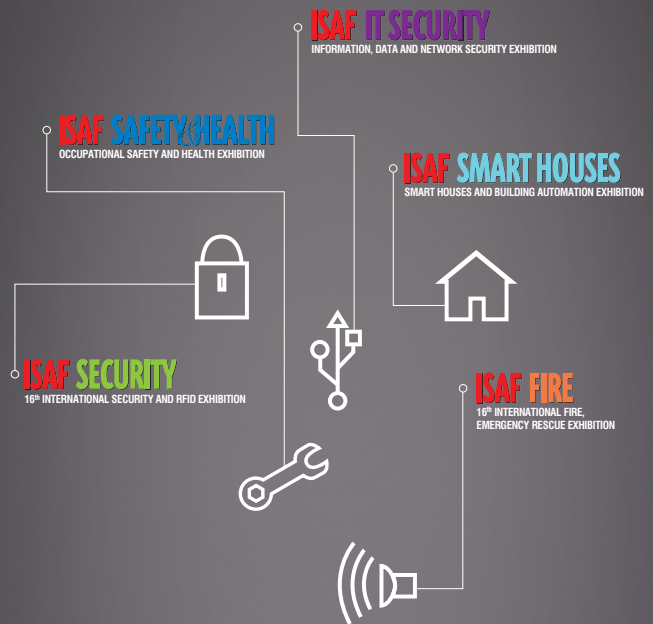 ISAF IT SECURITY
INFORMATION, DATA AND NETWORK SECURITY EXHIBITION
ISAF SAFETY&HEALTH
OCCUPATIONAL SAFETY AND HEALTH EXHIBITION
ISAF SMART HOUSES
SMART HOUSES AND BUILDING AUTOMATION EXHIBITION
ISAF SECURITY
16th INTERNATIONAL SECURITY AND RFID EXHIBITION
ISAF FIRE
16th INTERNATIONAL FIRE,
EMERGENCY RESCUE EXHIBITION